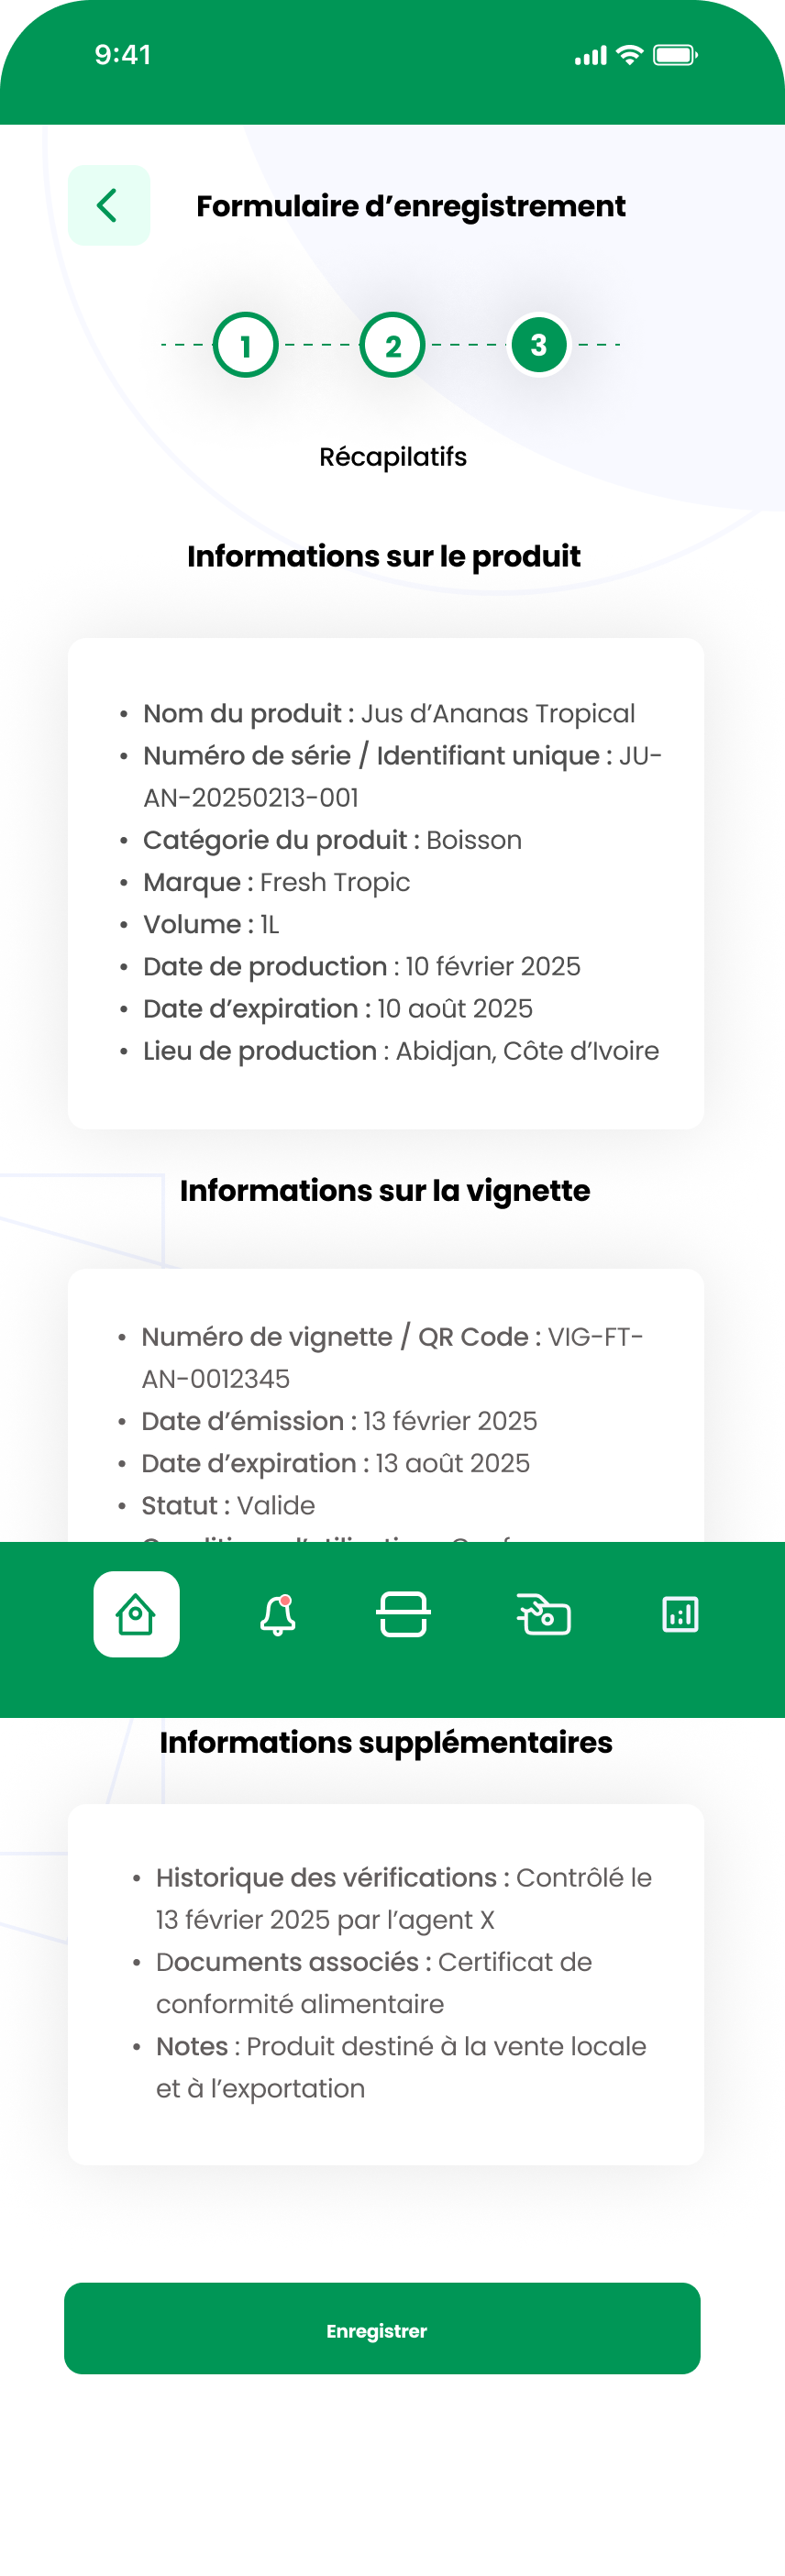 9:41
Formulaire d’enregistrement
1 2 3
Récapilatifs
Informations sur le produit
• Nom du produit : Jus d’Ananas Tropical
• Numéro de série / Identifiant unique : JU-
AN-20250213-001
• Catégorie du produit : Boisson
• Marque : Fresh Tropic
• Volume : 1L
• Date de production : 10 février 2025
• Date d’expiration : 10 août 2025
• Lieu de production : Abidjan, Côte d’Ivoire
Informations sur la vignette
• Numéro de vignette / QR Code : VIG-FT-
AN-0012345
• Date d’émission : 13 février 2025
• Date d’expiration : 13 août 2025
• Statut : Valide
Informations supplémentaires
• Historique des vérifications : Contrôlé le
13 février 2025 par l’agent X
• Documents associés : Certificat de
conformité alimentaire
• Notes : Produit destiné à la vente locale
et à l’exportation
Enregistrer